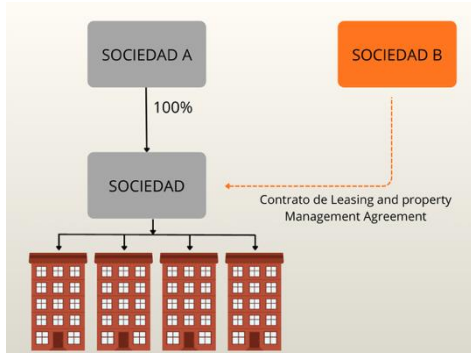 SOCIEDAD A
SOCIEDAD B
100%
SOCIEDAD
Contrato de Leasing and property
Management Agreement